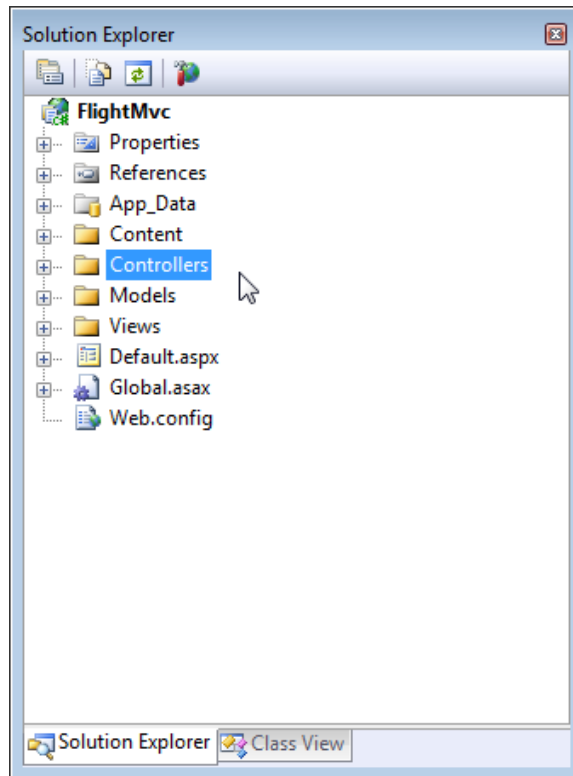 Solution Explorer
FlightMvc
Properties
References
App_Data
Content
Controllers
Models
Views
Default.aspx
Global.asax
Web.config
Solution Explorer Class View